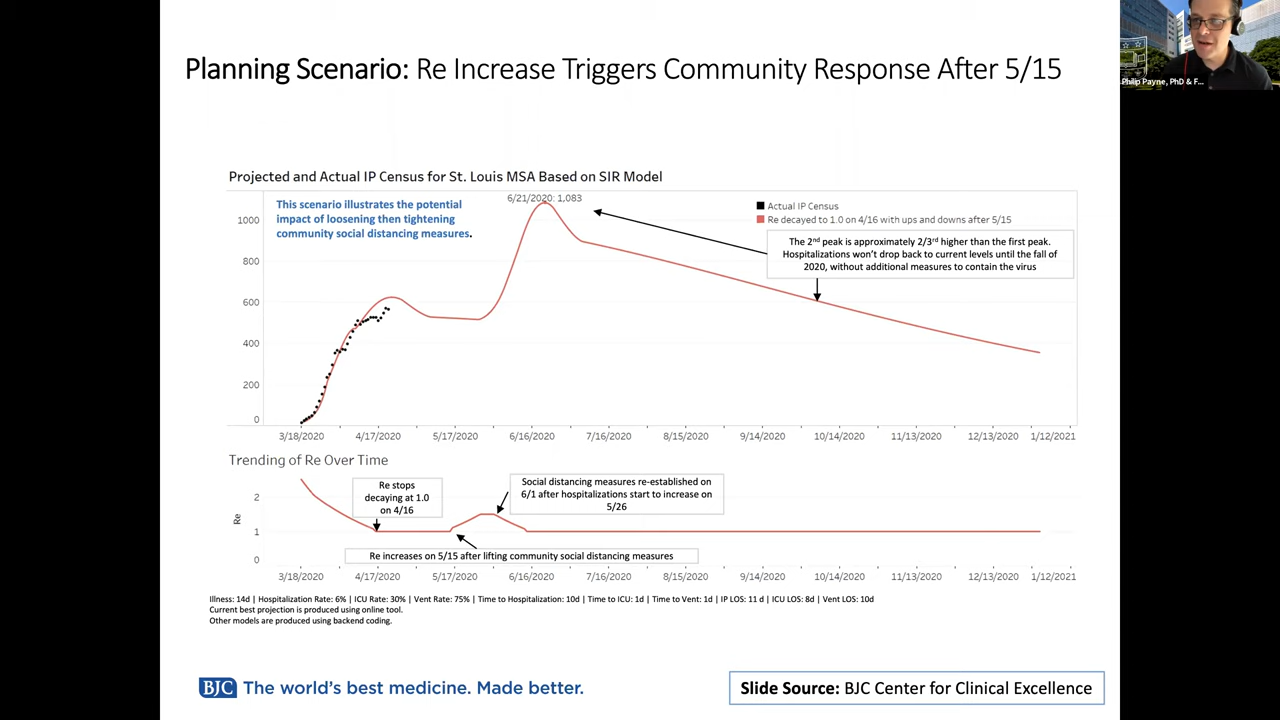 Planning Scenario: Re Increase Triggers Community Response After 5/15
Philip Payne, PhD & F...
Projected and Actual IP Census for St. Louis MSA Based on SIR Model
This scenario illustrates the potential
impact of loosening then tightening
community social distancing measures.
6/21/2020: 1,083
Actual IP Census
Re decayed to 1.0 on 4/16 with ups and downs after 5/15
The 2nd peak is approximately 2/3rd higher than the first peak.
Hospitalizations won't drop back to current levels until the fall of
2020, without additional measures to contain the virus
1000
800
600
400
200
0
3/18/2020 4/17/2020 5/17/2020 6/16/2020 7/16/2020 8/15/2020 9/14/2020 10/14/2020 11/13/2020 12/13/2020 1/12/2021
Trending of Re Over Time
Re stops
decaying at 1.0
on 4/16
Social distancing measures re-established on
6/1 after hospitalizations start to increase on
5/26
Re
2
1
0
Re increases on 5/15 after lifting community social distancing measures
3/18/2020 4/17/2020 5/17/2020 6/16/2020 7/16/2020 8/15/2020 9/14/2020 10/14/2020 11/13/2020 12/13/2020 1/12/2021
Illness: 14d | Hospitalization Rate: 6% | ICU Rate: 30% | Vent Rate: 75% | Time to Hospitalization: 10d | Time to ICU: 1d | Time to Vent: 1d | IP LOS: 11 d | ICU LOS: 8d | Vent LOS: 10d
Current best projection is produced using online tool.
Other models are produced using backend coding.
BJC The world's best medicine. Made better.
Slide Source: BJC Center for Clinical Excellence